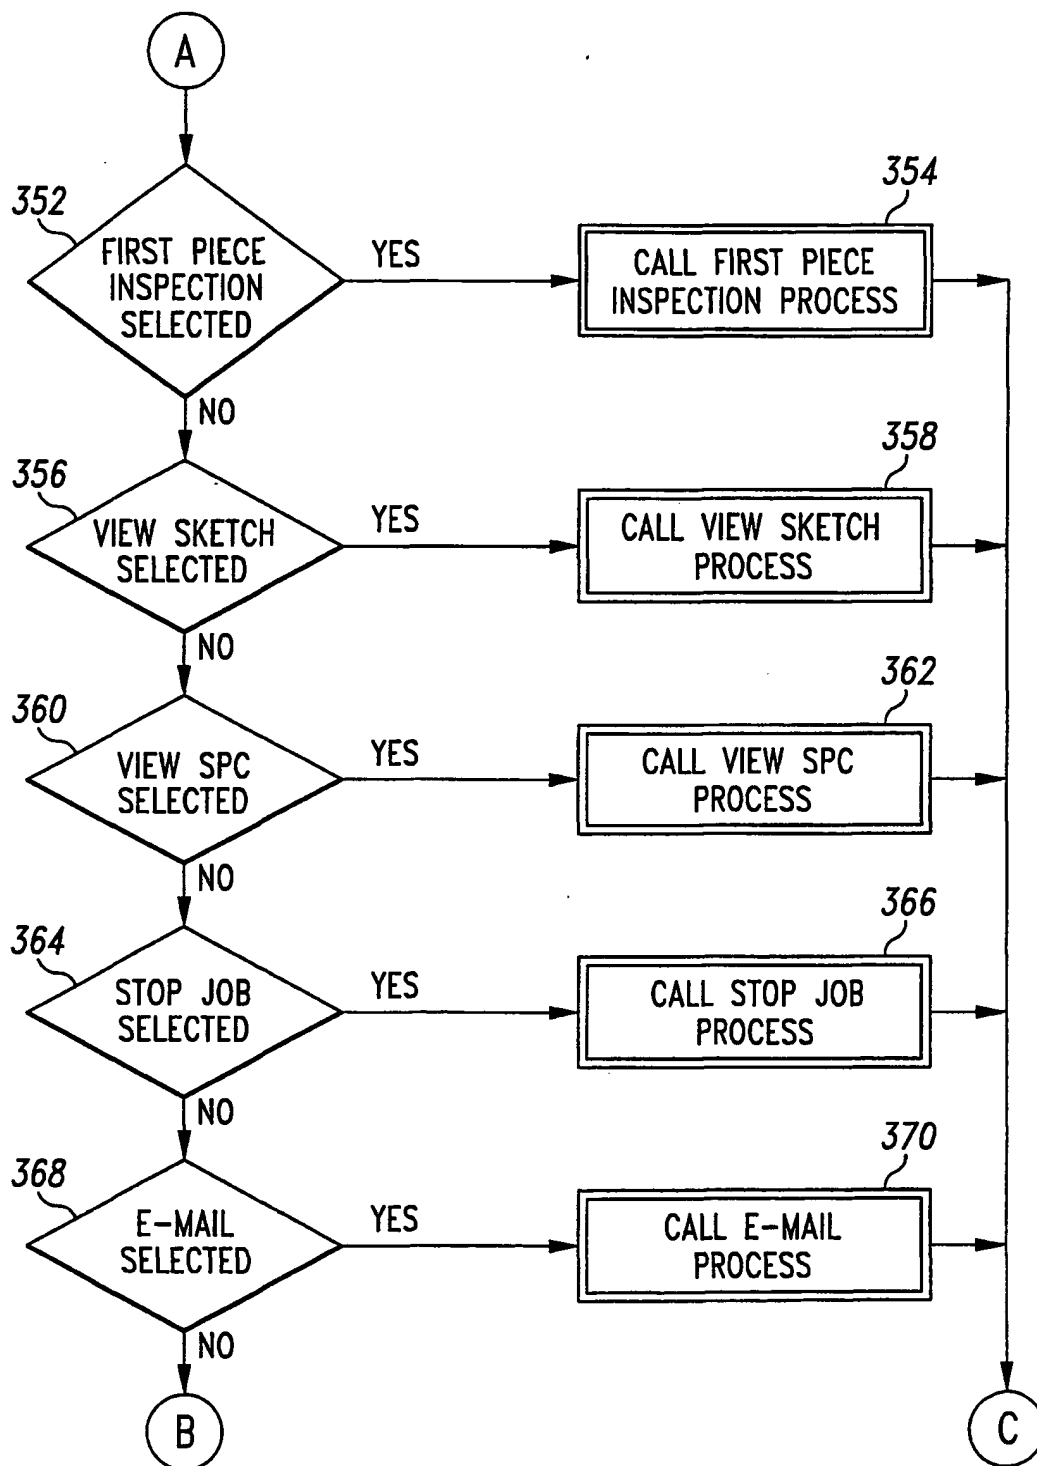 A
352
FIRST PIECE
INSPECTION
SELECTED
YES
354
CALL FIRST PIECE
INSPECTION PROCESS
NO
356
VIEW SKETCH
SELECTED
YES
358
CALL VIEW SKETCH
PROCESS
NO
360
VIEW SPC
SELECTED
YES
362
CALL VIEW SPC
PROCESS
NO
364
STOP JOB
SELECTED
YES
366
CALL STOP JOB
PROCESS
NO
368
E-MAIL
SELECTED
YES
370
CALL E-MAIL
PROCESS
NO
B
C